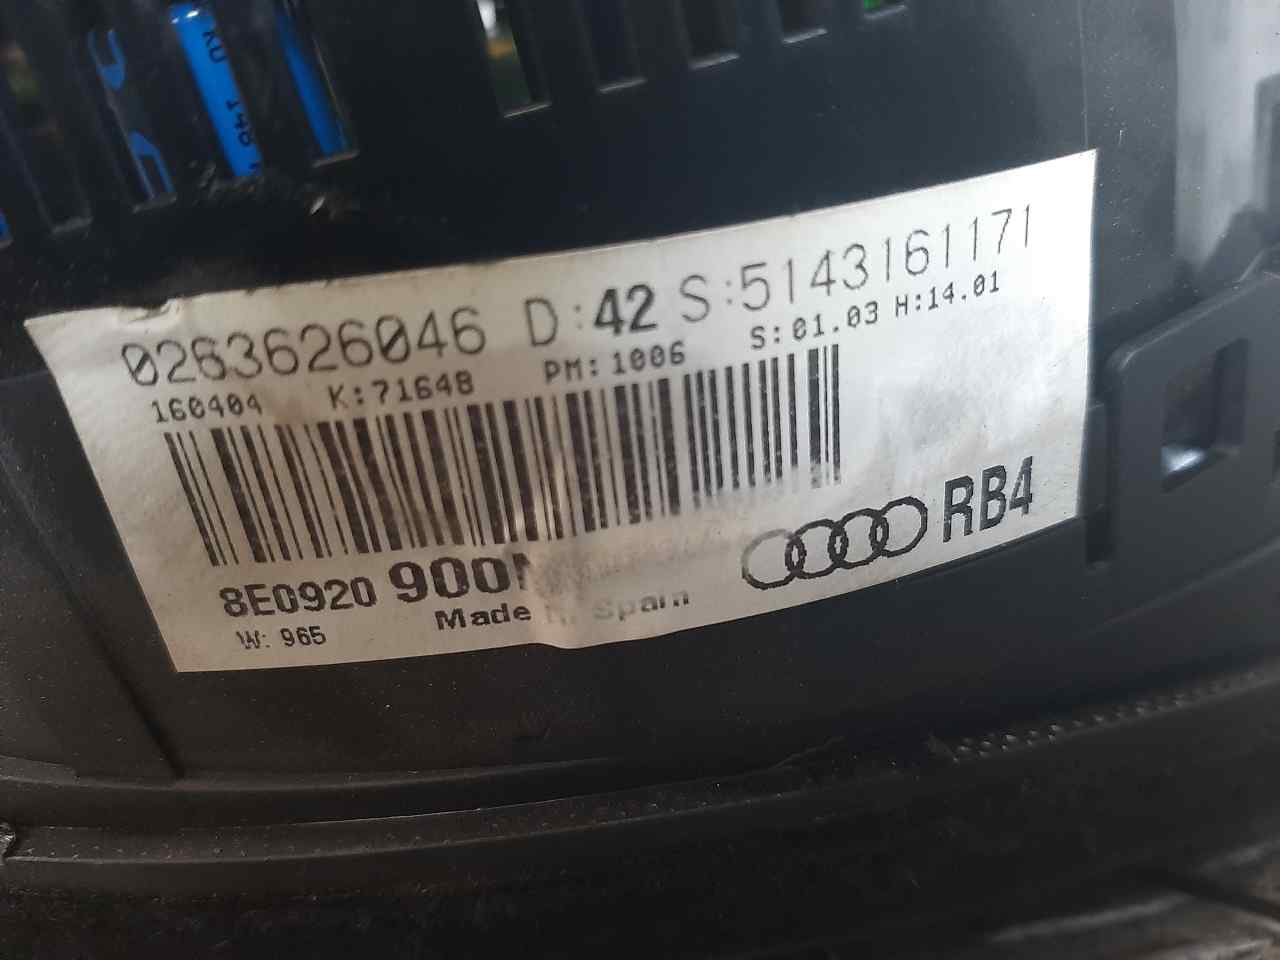 0263626046 D:42 S:5143161171
160404 K:71648 PM:1006 S:01.03 H:14.01
8E0920 900 RB4
W: 965 Made Spain